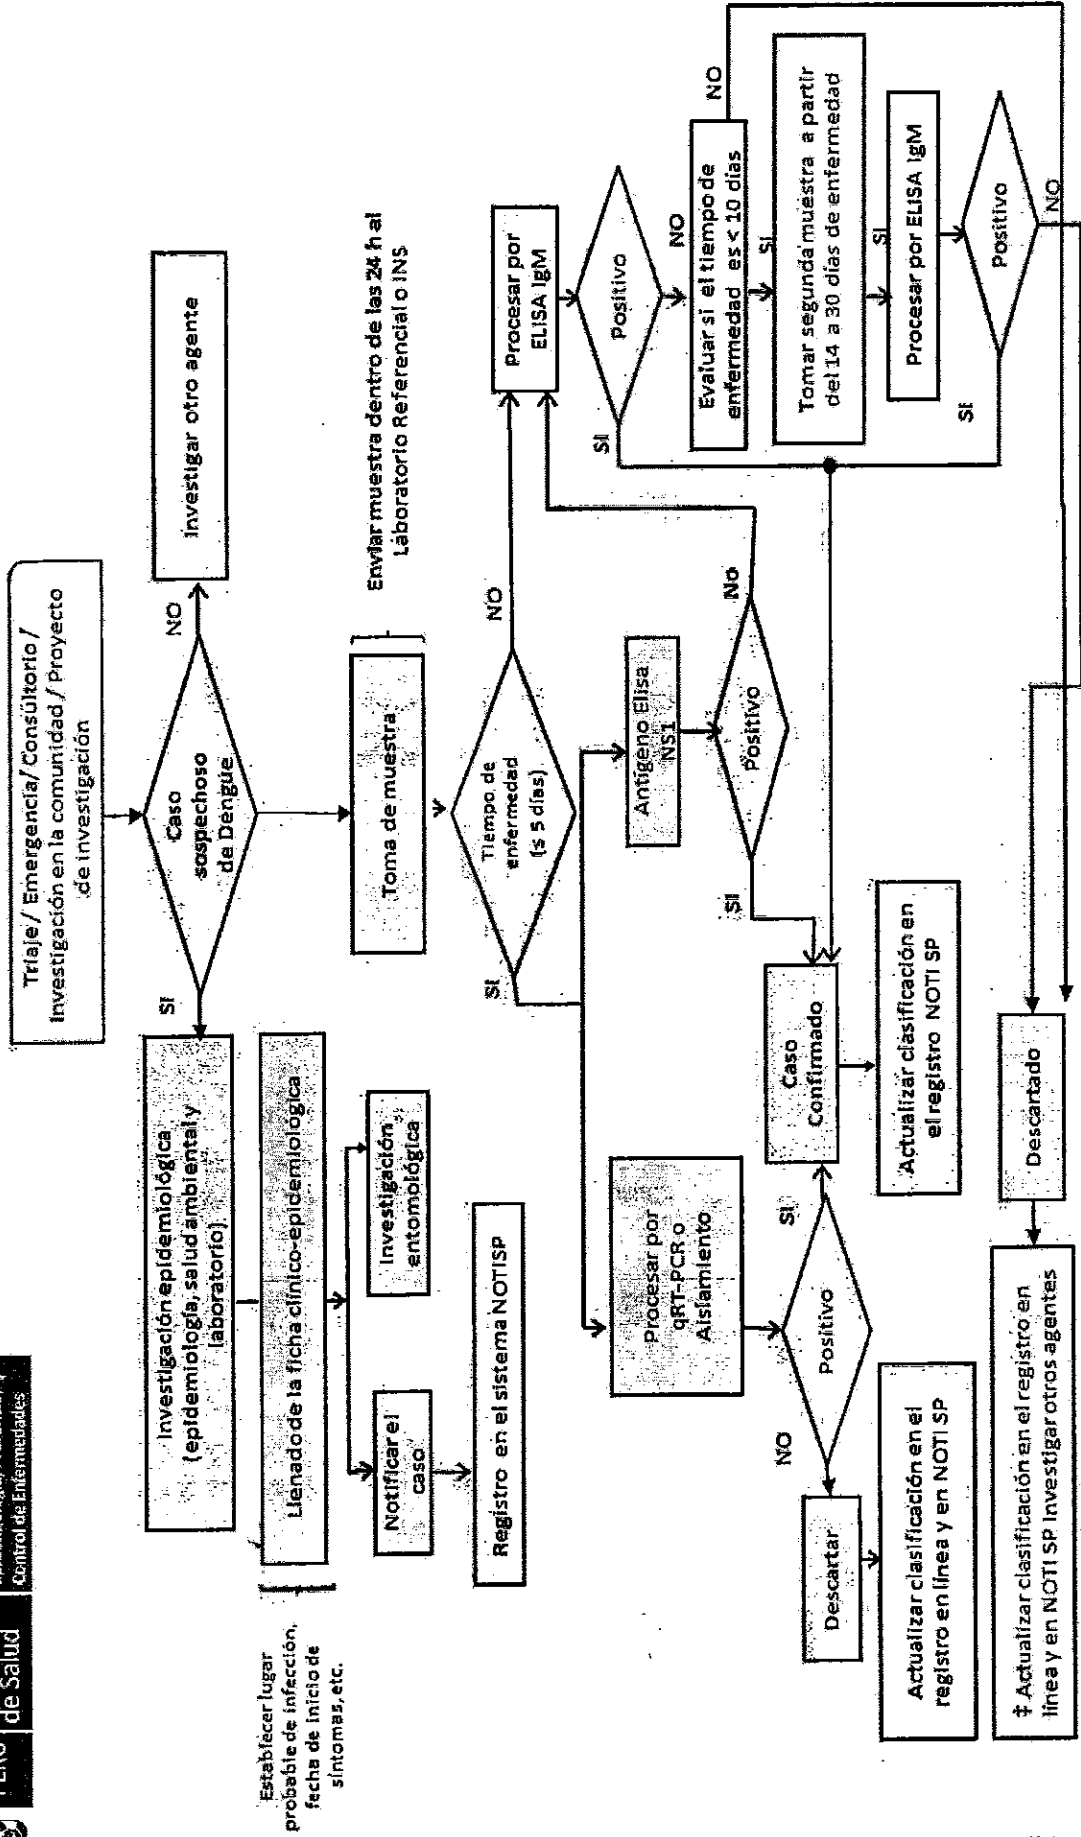 PERÚ
de Salud
Control de Enfermedades
Triaje/ Emergencia/ Consultorio /
Investigación en la comunidad / Proyecto
de investigación
Caso
sospechoso
de Dengue
SI
NO
Investigar otro agente
Investigación epidemiológica
(epidemiología, salud ambiental y
laboratorio).
Establecer lugar
probable de infección,
fecha de inicio de
síntomas, etc.
Llenado de la ficha clínico-epidemiológica
Notificar el
caso
Investigación
entomológica
Registro en el sistema NOTISP
Toma de muestra
Enviar muestra dentro de las 24 h al
Laboratorio Referencial o INS
Tiempo de
enfermedad
(≤ 5 días)
SI
NO
Procesar por
qRT-PCR o
Aislamiento
Positivo
NO
SI
Descartar
Actualizar clasificación en el
registro en línea y en NOTI SP
Antígeno Elisa
NS1
Positivo
SI
No
Caso
Confirmado
Actualizar clasificación en
el registro NOTI SP
Procesar por
ELISA IgM
Positivo
SI
NO
Evaluar si el tiempo de
enfermedad es < 10 días
NO
SI
Tomar segunda muestra a partir
del 14 a 30 días de enfermedad
SI
Procesar por ELISA IgM
Positivo
SI
NO
Descartado
‡ Actualizar clasificación en el registro en
línea y en NOTI SP Investigar otros agentes